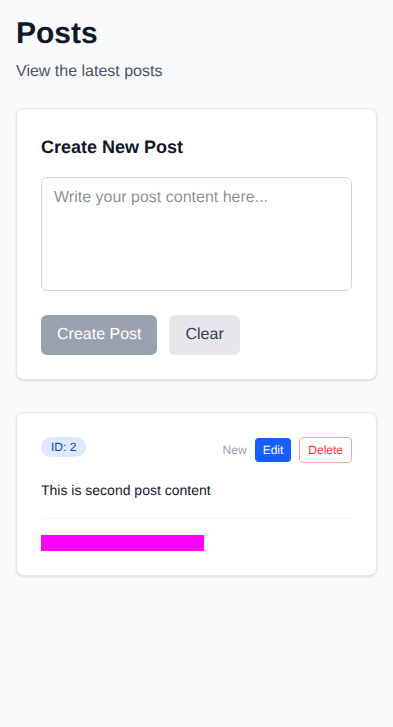 Posts
View the latest posts
Create New Post
Write your post content here...
Create Post
Clear
ID: 2
New
Edit
Delete
This is second post content